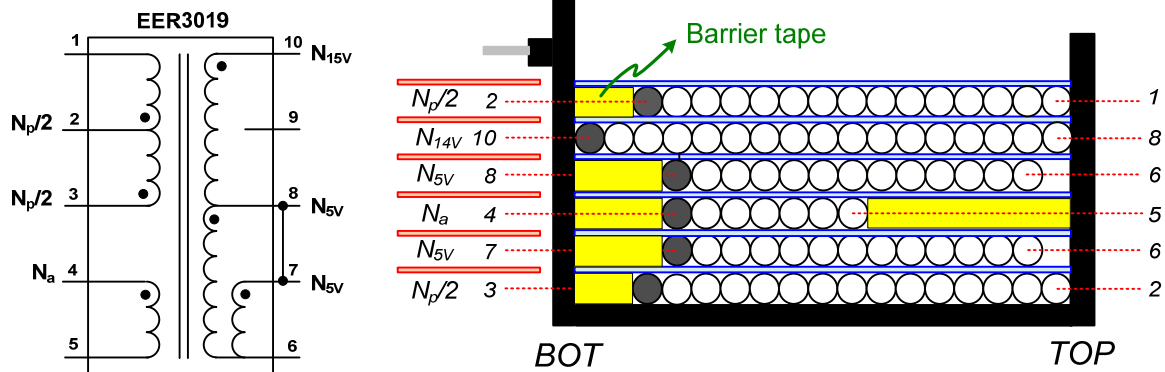 EER3019
1
10
N15V
Np/2
2
9
Np/2
3
8
N5V
Na
4
7
N5V
5
6
Barrier tape
Np/2 2 1
N14V 10 8
N5V 8 6
Na 4 5
N5V 7 6
Np/2 3 2
BOT
TOP